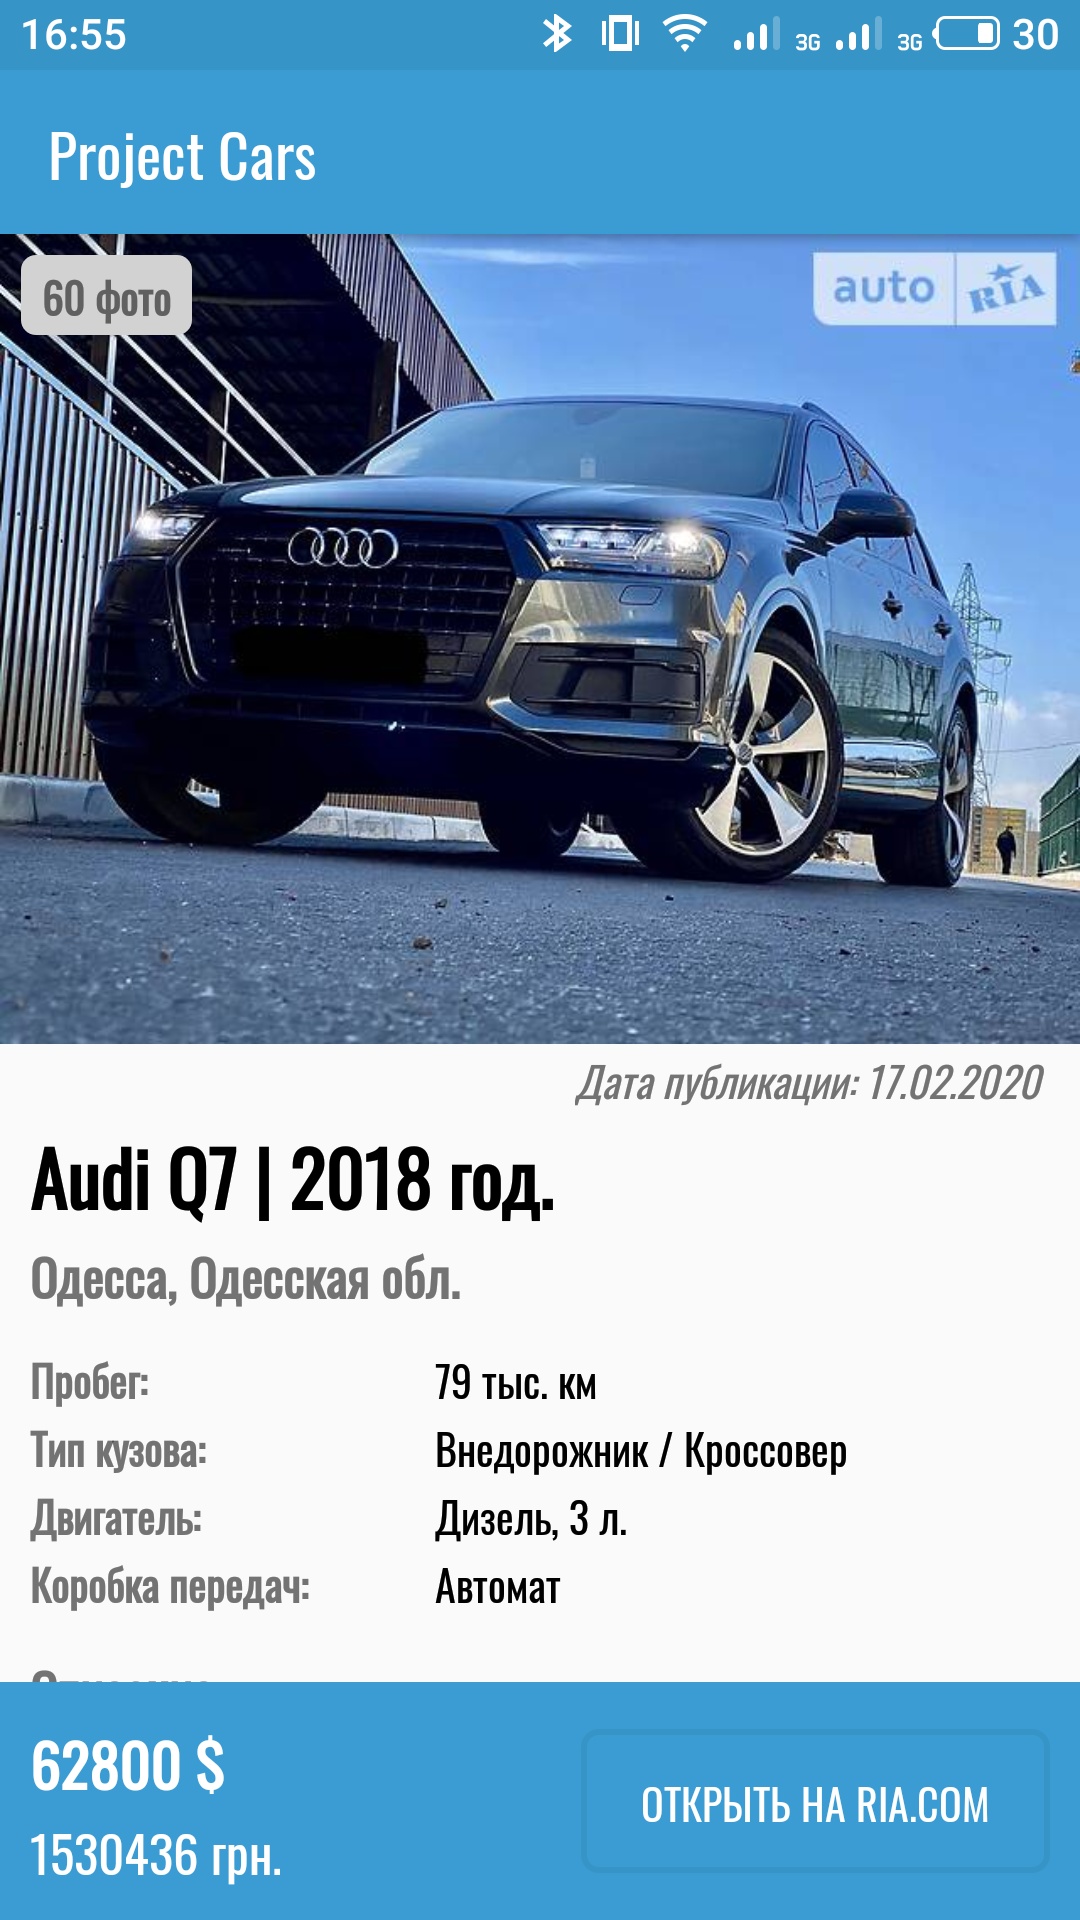 16:55
3G 3G 30
Project Cars
60 фото
auto RIA
Дата публикации: 17.02.2020
Audi Q7 | 2018 год.
Одесса, Одесская обл.
Пробег: 79 тыс. км
Тип кузова: Внедорожник / Кроссовер
Двигатель: Дизель, 3 л.
Коробка передач: Автомат
62800 $
1530436 грн.
ОТКРЫТЬ НА RIA.COM